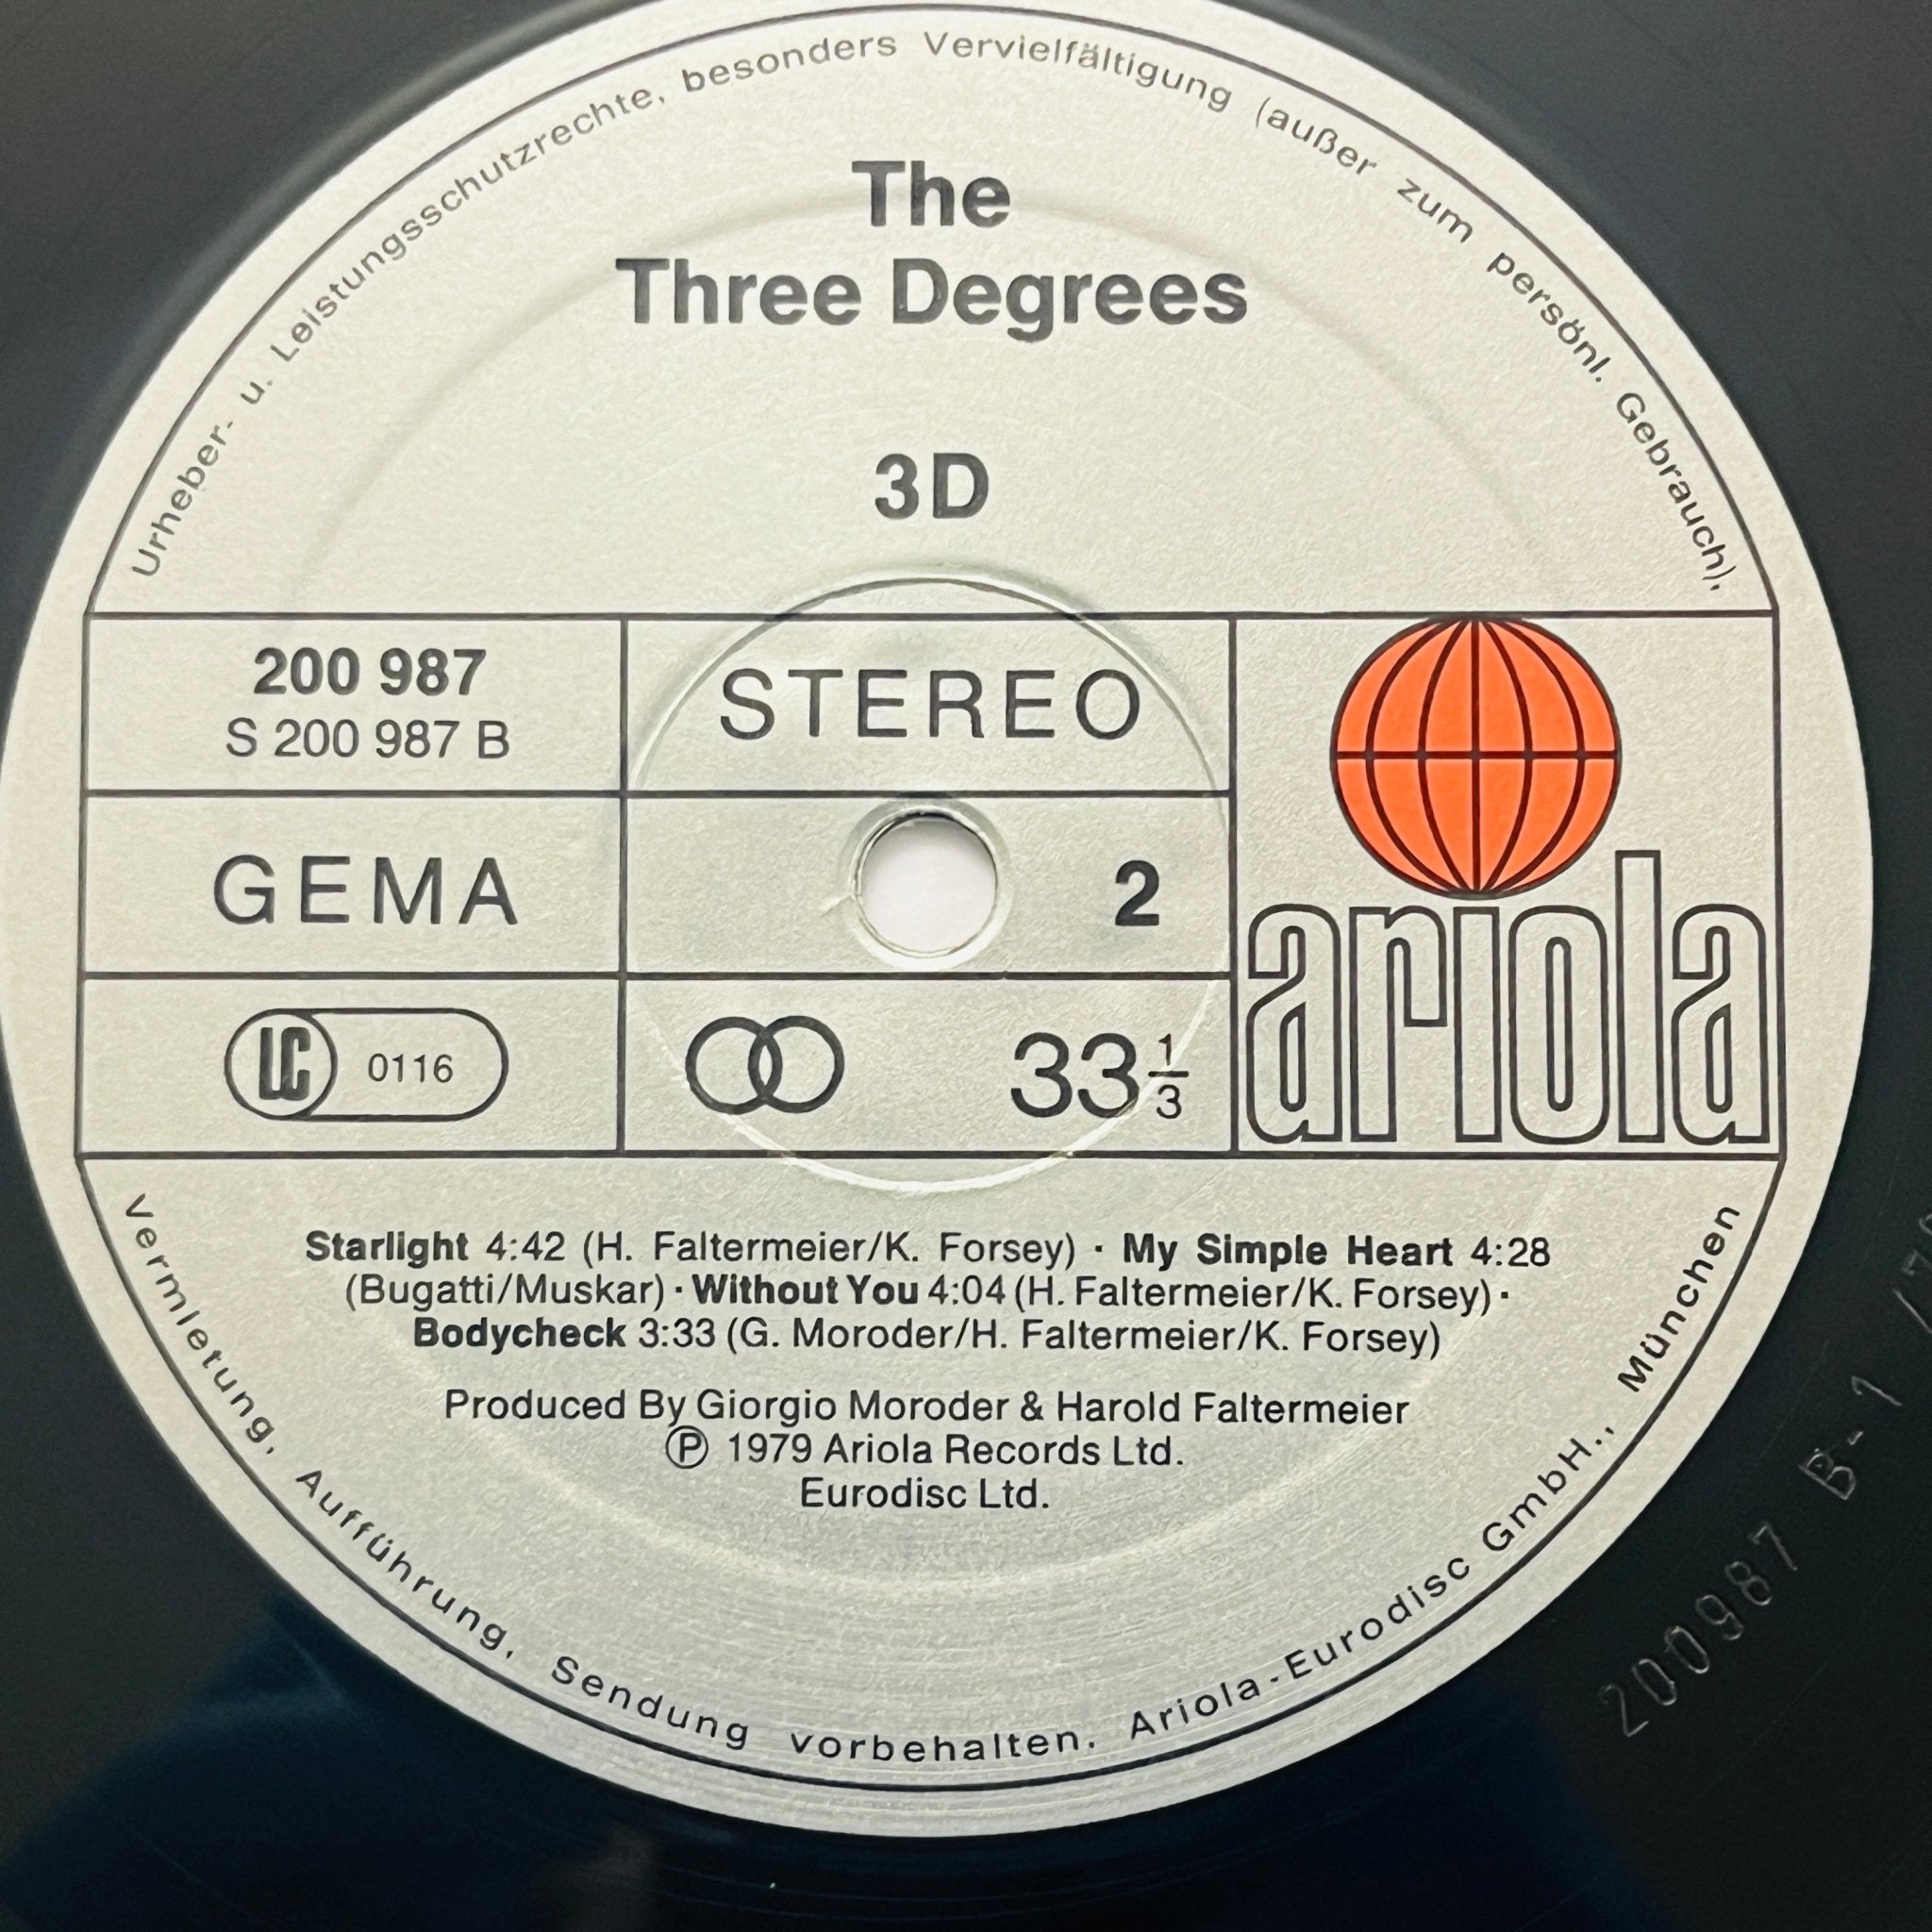 Urheber- u. Leistungsschutzrechte, besonders Vervielfältigung (außer zum persönl. Gebrauch),
The
Three Degrees
3D
200 987
S 200 987 B
STEREO
GEMA
2
LC 0116
33 1/3
ariola
Starlight 4:42 (H. Faltermeier/K. Forsey) · My Simple Heart 4:28
(Bugatti/Muskar) · Without You 4:04 (H. Faltermeier/K. Forsey) ·
Bodycheck 3:33 (G. Moroder/H. Faltermeier/K. Forsey)
Produced By Giorgio Moroder & Harold Faltermeier
Ⓟ 1979 Ariola Records Ltd.
Eurodisc Ltd.
Vermietung, Aufführung, Sendung vorbehalten. Ariola-Eurodisc GmbH., München
200987 B-1